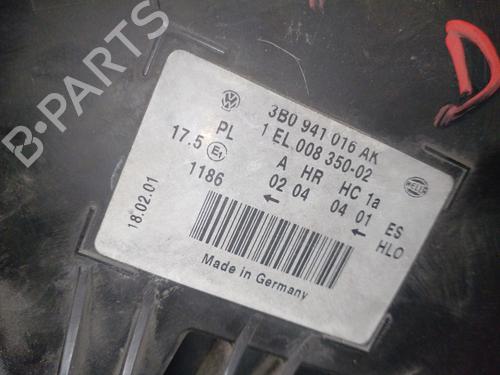 B-PARTS
3B0 941 016 AK
1 EL 008 350-02
PL
17.5 E1 A HR HC 1a
1186 02 04 04 01 ES
HLO
HELLA
18.02.01
Made in Germany